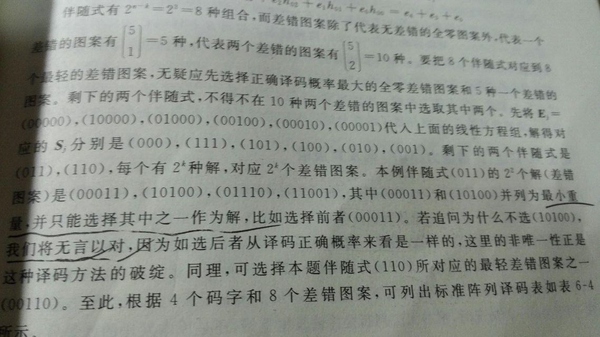 伴随式有 2ⁿ⁻ᵏ=2³=8 种组合,而差错图案除了代表无差错的全零图案外,代表一个
差错的图案有[5 1]=5 种,代表两个差错的图案有[5 2]=10 种。要把 8 个伴随式对应到 8
个最轻的差错图案,无疑应先选择正确译码概率最大的全零差错图案和 5 种一个差错的
图案。剩下的两个伴随式,不得不在 10 种两个差错的图案中选取其中两个。先将 Eᵢ=
(00000),(10000),(01000),(00100),(00010),(00001)代入上面的线性方程组,解得对
应的 Sᵢ 分别是(000),(111),(101),(100),(010),(001)。剩下的两个伴随式是
(011),(110),每个有 2ᵏ 种解,对应 2ᵏ 个差错图案。本例伴随式(011)的 2² 个解(差错
图案)是(00011),(10100),(01110),(11001),其中(00011)和(10100)并列为最小重
量,并只能选择其中之一作为解,比如选择前者(00011)。若追问为什么不选(10100),
我们将无言以对,因为如选后者从译码正确概率来看是一样的,这里的非唯一性正是
这种译码方法的破绽。同理,可选择本题伴随式(110)所对应的最轻差错图案之一
(00110)。至此,根据 4 个码字和 8 个差错图案,可列出标准阵列译码表如表 6-4
所示。